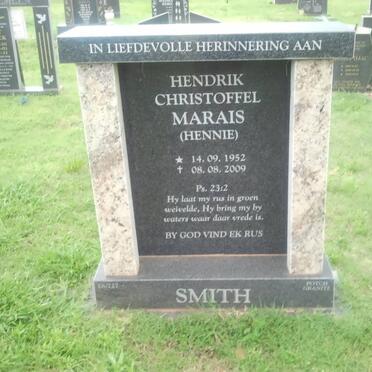 IN LIEFDEVOLLE HERINNERING AAN
HENDRIK
CHRISTOFFEL
MARAIS
(HENNIE)
★ 14. 09. 1952
✝ 08. 08. 2009
Ps. 23:2
Hy laat my rus in groen
weivelde, Hy bring my by
waters waar daar vrede is.
BY GOD VIND EK RUS
SMITH
POTCH
GRANITE